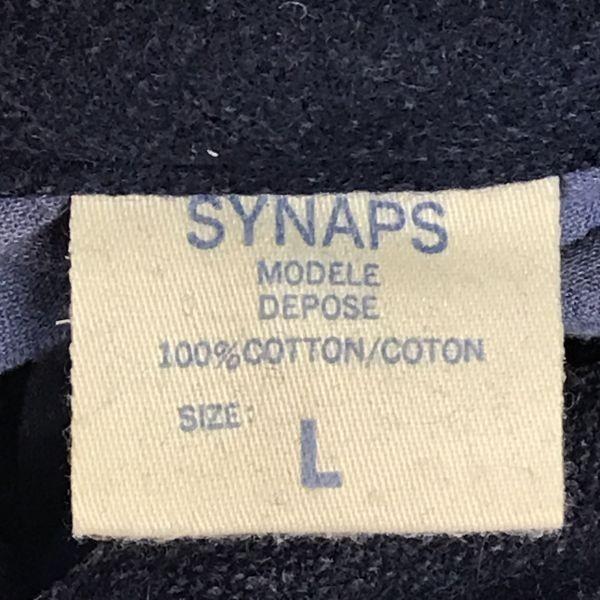 SYNAPS
MODELE
DEPOSE
100%COTTON/COTON
SIZE:
L